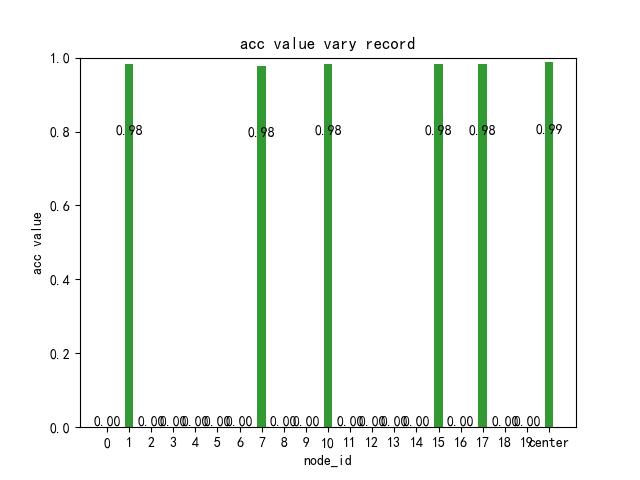 acc value vary record
1.0
0.8
0.6
0.4
0.2
0.0
acc value
0.98 0.98 0.98 0.98 0.98 0.99
0.00 0.00 0.00 0.00 0.00 0.00 0.00 0.00 0.00 0.00 0.00 0.00 0.00 0.00 0.00
0 1 2 3 4 5 6 7 8 9 10 11 12 13 14 15 16 17 18 19 center
node_id